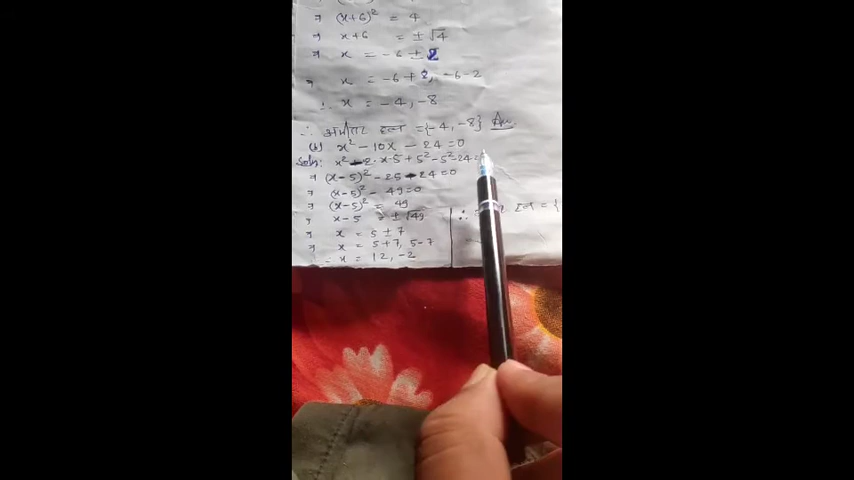 ⇒ (x+6)² = 4
⇒ x+6 = ±√4
⇒ x = -6 ± 2
⇒ x = -6+2, -6-2
∴ x = -4, -8
∴ अभीष्ट हल = {-4, -8} Ans
(b) x² - 10x - 24 = 0
Soln: x² - 2·x·5 + 5² - 5² - 24 =
⇒ (x-5)² - 25 - 24 = 0
⇒ (x-5)² - 49 = 0
⇒ (x-5)² = 49
⇒ x-5 = ±√49
⇒ x = 5 ± 7
⇒ x = 5+7, 5-7
∴ x = 12, -2
∴ हल = {